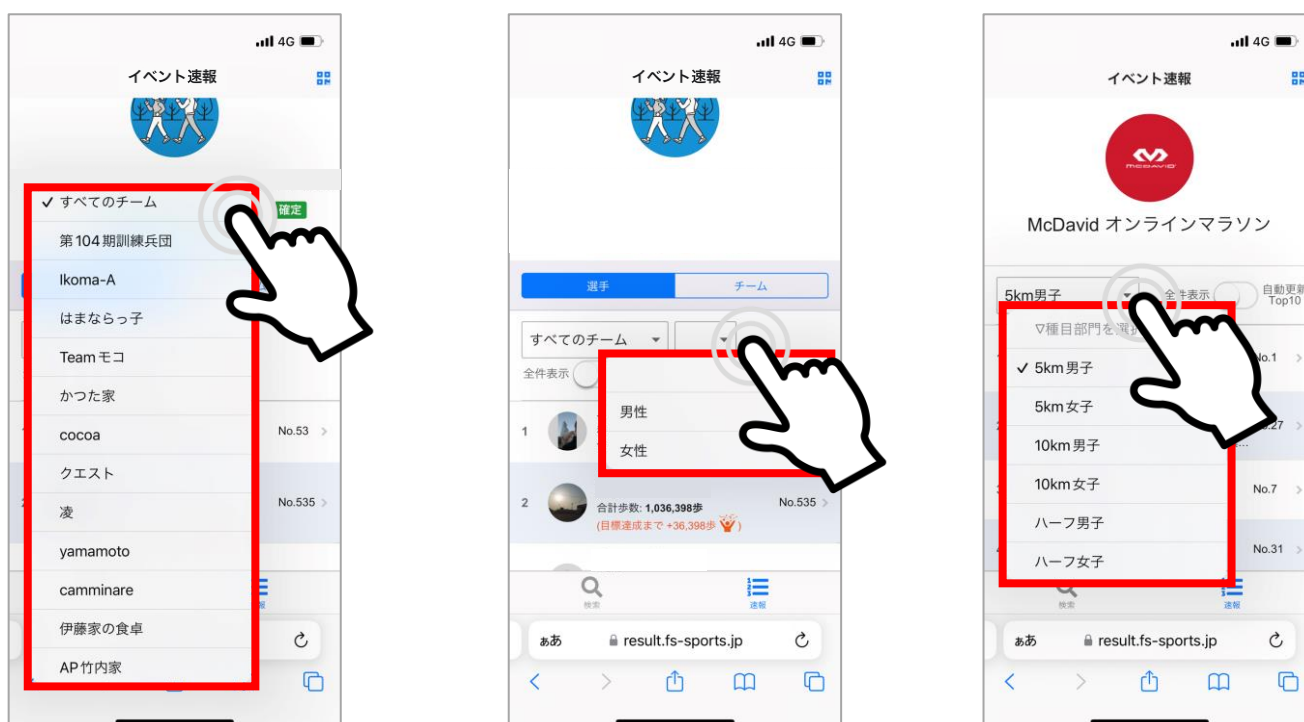 4G
イベント速報
✓ すべてのチーム
確定
第104期訓練兵団
Ikoma-A
はまならっ子
Teamモコ
かつた家
cocoa
No.53 >
クエスト
凌
No.535 >
yamamoto
camminare
伊藤家の食卓
AP竹内家
4G
イベント速報
選手 チーム
すべてのチーム
全件表示
男性
1
女性
2
合計歩数: 1,036,398歩 No.535 >
(目標達成まで +36,398歩 )
検索 速報
ああ result.fs-sports.jp
4G
イベント速報
McDAVID
McDavid オンラインマラソン
5km男子 全件表示 自動更新
Top10
▽種目部門を選
✓ 5km男子 No.1 >
5km女子
.27 >
10km男子
10km女子 No.7 >
ハーフ男子
ハーフ女子 No.31 >
検索 速報
ああ result.fs-sports.jp